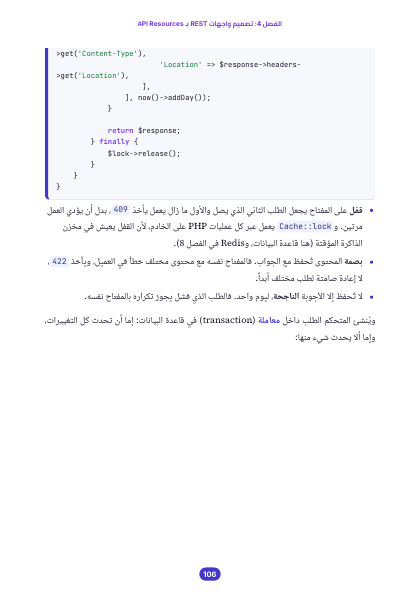 الفصل 4: تصميم واجهات REST بـ API Resources
>get('Content-Type'),
'Location' => $response->headers-
>get('Location'),
],
], now()->addDay());
}
return $response;
} finally {
$lock->release();
}
}
}
• قفل على المفتاح يجعل الطلب الثاني الذي يصل والأول ما زال يعمل يأخذ 409، بدل أن يؤدي العمل
مرتين. وCache::lock يعمل عبر كل عمليات PHP على الخادم، لأن القفل يعيش في مخزن
الذاكرة المؤقتة (هنا قاعدة البيانات، وRedis في الفصل 8).
• بصمة المحتوى تُحفظ مع الجواب. فالمفتاح نفسه مع محتوى مختلف خطأ في العميل، ويأخذ 422،
لا إعادة صامتة لطلب مختلف أبداً.
• لا تُحفظ إلا الأجوبة الناجحة، ليوم واحد. فالطلب الذي فشل يجوز تكراره بالمفتاح نفسه.
ويُنشئ المتحكم الطلب داخل معاملة (transaction) في قاعدة البيانات: إما أن تحدث كل التغييرات،
وإما ألا يحدث شيء منها:
106